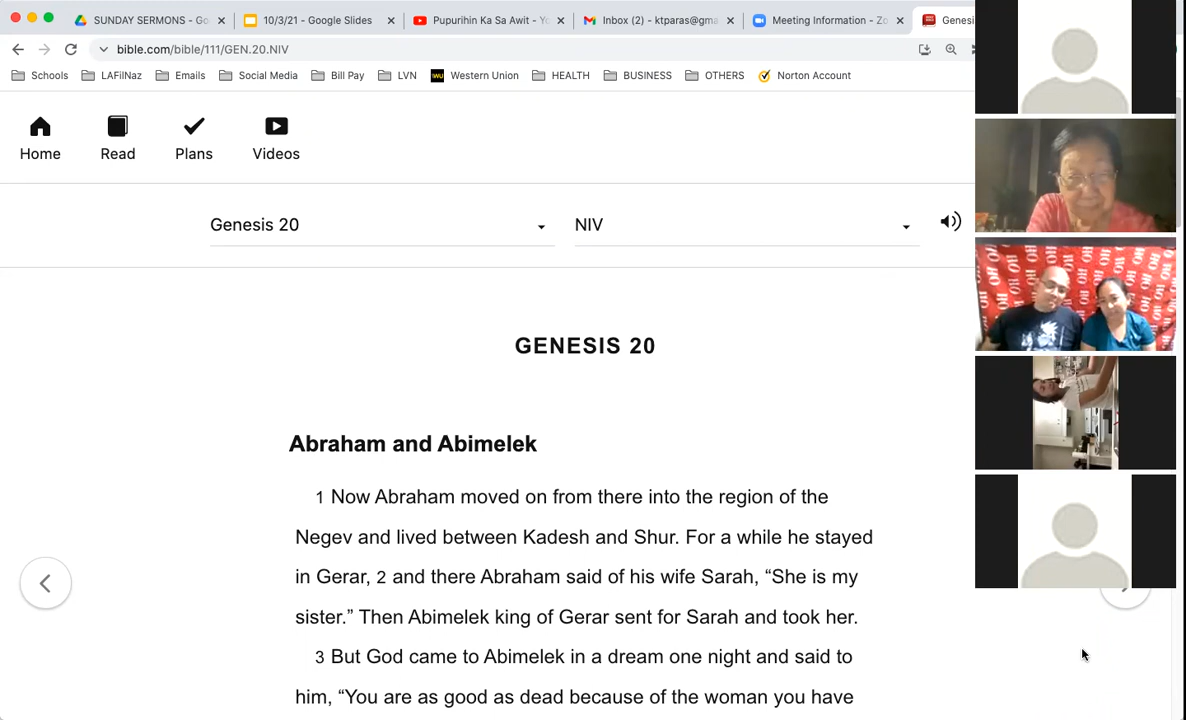 SUNDAY SERMONS - Go
10/3/21 - Google Slides
Pupurihin Ka Sa Awit - Yo
Inbox (2) - ktparas@gma
Meeting Information - Zo
Genesi
bible.com/bible/111/GEN.20.NIV
Schools
LAFilNaz
Emails
Social Media
Bill Pay
LVN
WU
Western Union
HEALTH
BUSINESS
OTHERS
Norton Account
Home
Read
Plans
Videos
Genesis 20
NIV
GENESIS 20
Abraham and Abimelek
1 Now Abraham moved on from there into the region of the
Negev and lived between Kadesh and Shur. For a while he stayed
in Gerar, 2 and there Abraham said of his wife Sarah, “She is my
sister.” Then Abimelek king of Gerar sent for Sarah and took her.
3 But God came to Abimelek in a dream one night and said to
him, “You are as good as dead because of the woman you have